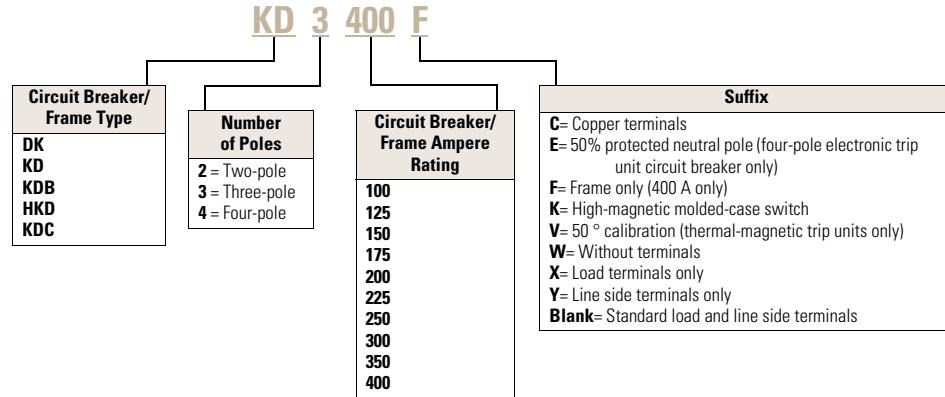 KD 3 400 F
Circuit Breaker/
Frame Type
DK
KD
KDB
HKD
KDC
Number
of Poles
2 = Two-pole
3 = Three-pole
4 = Four-pole
Circuit Breaker/
Frame Ampere
Rating
100
125
150
175
200
225
250
300
350
400
Suffix
C= Copper terminals
E= 50% protected neutral pole (four-pole electronic trip
unit circuit breaker only)
F= Frame only (400 A only)
K= High-magnetic molded-case switch
V= 50 ° calibration (thermal-magnetic trip units only)
W= Without terminals
X= Load terminals only
Y= Line side terminals only
Blank= Standard load and line side terminals